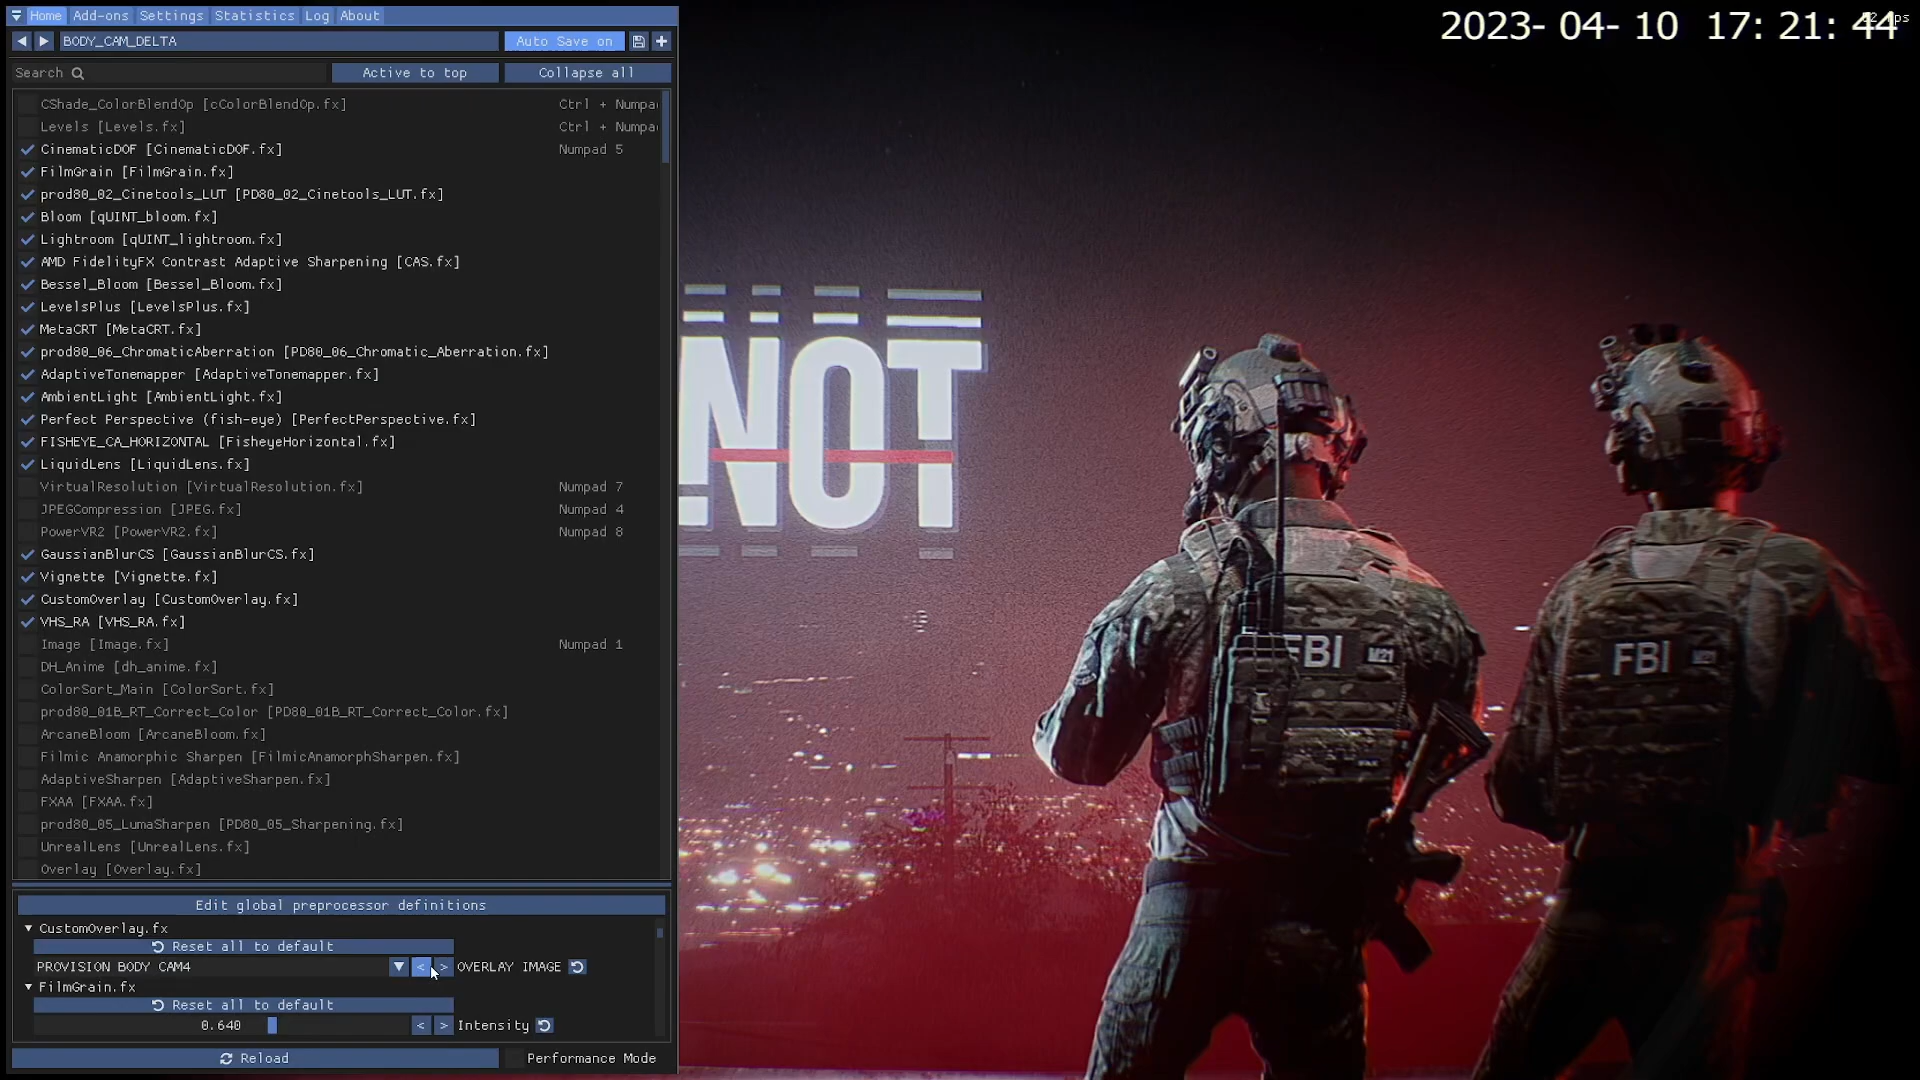 Home Add-ons Settings Statistics Log About
BODY_CAM_DELTA Auto Save on
Search Active to top Collapse all
CShade_ColorBlendOp [cColorBlendOp.fx] Ctrl + Numpa
Levels [Levels.fx] Ctrl + Numpa
CinematicDOF [CinematicDOF.fx] Numpad 5
FilmGrain [FilmGrain.fx]
prod80_02_Cinetools_LUT [PD80_02_Cinetools_LUT.fx]
Bloom [qUINT_bloom.fx]
Lightroom [qUINT_lightroom.fx]
AMD FidelityFX Contrast Adaptive Sharpening [CAS.fx]
Bessel_Bloom [Bessel_Bloom.fx]
LevelsPlus [LevelsPlus.fx]
MetaCRT [MetaCRT.fx]
prod80_06_ChromaticAberration [PD80_06_Chromatic_Aberration.fx]
AdaptiveTonemapper [AdaptiveTonemapper.fx]
AmbientLight [AmbientLight.fx]
Perfect Perspective (fish-eye) [PerfectPerspective.fx]
FISHEYE_CA_HORIZONTAL [FisheyeHorizontal.fx]
LiquidLens [LiquidLens.fx]
VirtualResolution [VirtualResolution.fx] Numpad 7
JPEGCompression [JPEG.fx] Numpad 4
PowerVR2 [PowerVR2.fx] Numpad 8
GaussianBlurCS [GaussianBlurCS.fx]
Vignette [Vignette.fx]
CustomOverlay [CustomOverlay.fx]
VHS_RA [VHS_RA.fx]
Image [Image.fx] Numpad 1
DH_Anime [dh_anime.fx]
ColorSort_Main [ColorSort.fx]
prod80_01B_RT_Correct_Color [PD80_01B_RT_Correct_Color.fx]
ArcaneBloom [ArcaneBloom.fx]
Filmic Anamorphic Sharpen [FilmicAnamorphSharpen.fx]
AdaptiveSharpen [AdaptiveSharpen.fx]
FXAA [FXAA.fx]
prod80_05_LumaSharpen [PD80_05_Sharpening.fx]
UnrealLens [UnrealLens.fx]
Overlay [Overlay.fx]
Edit global preprocessor definitions
CustomOverlay.fx
Reset all to default
PROVISION BODY CAM4 < > OVERLAY IMAGE
FilmGrain.fx
Reset all to default
0.640 < > Intensity
Reload Performance Mode
2023- 04- 10 17: 21: 44
NOT
FBI M21
FBI